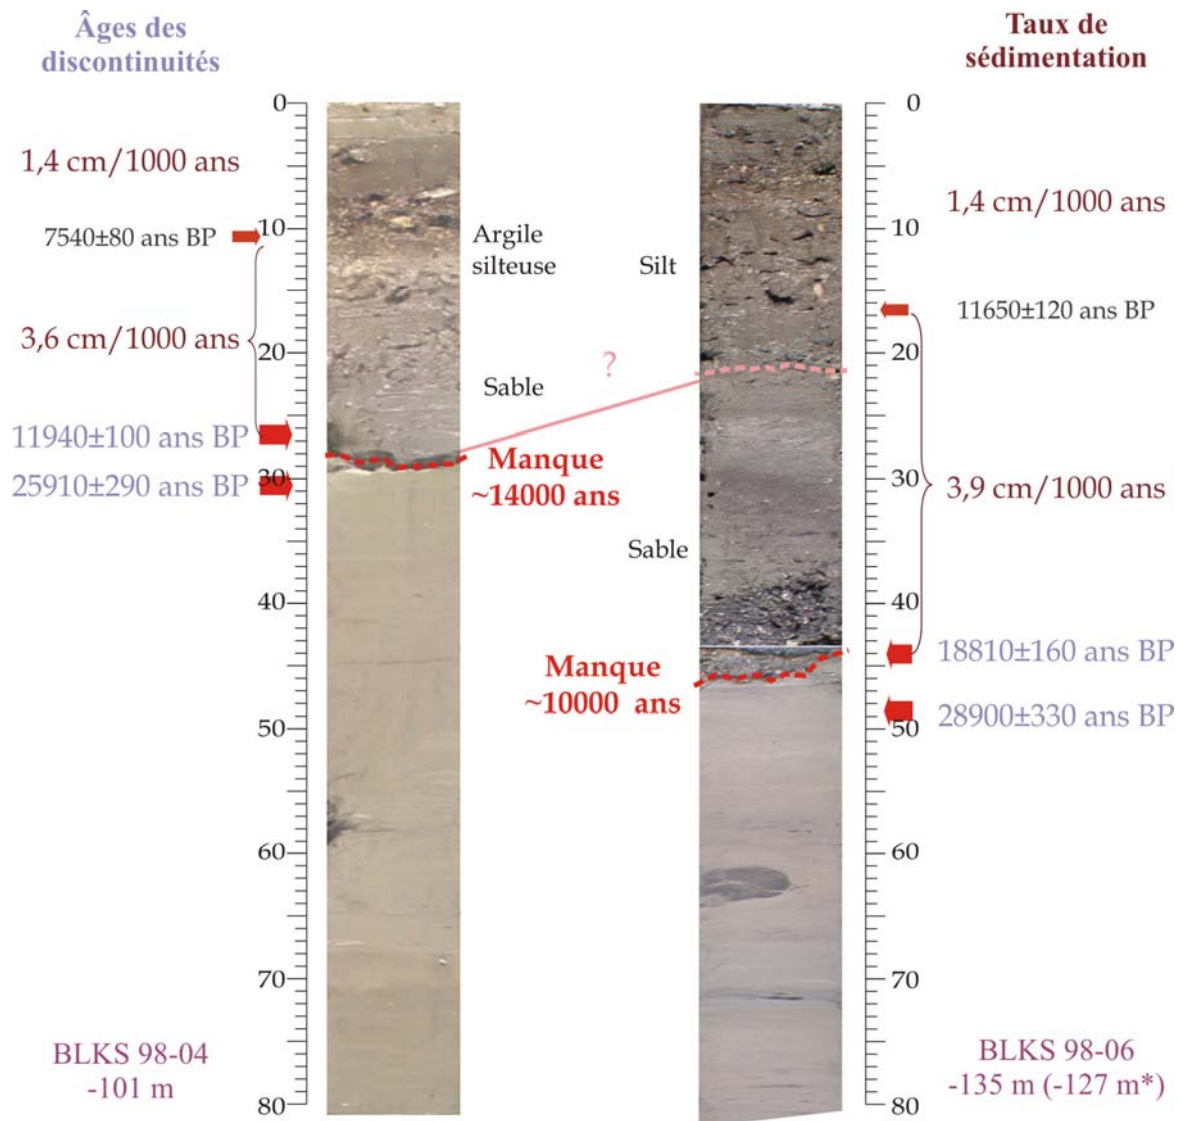 Âges des
discontinuités
Taux de
sédimentation
0
0
1,4 cm/1000 ans
1,4 cm/1000 ans
7540±80 ans BP
10
10
Argile
silteuse
Silt
11650±120 ans BP
3,6 cm/1000 ans
20
20
?
Sable
11940±100 ans BP
25910±290 ans BP
30
30
Manque
~14000 ans
3,9 cm/1000 ans
Sable
40
40
18810±160 ans BP
Manque
~10000 ans
28900±330 ans BP
50
50
60
60
70
70
80
80
BLKS 98-04
-101 m
BLKS 98-06
-135 m (-127 m*)